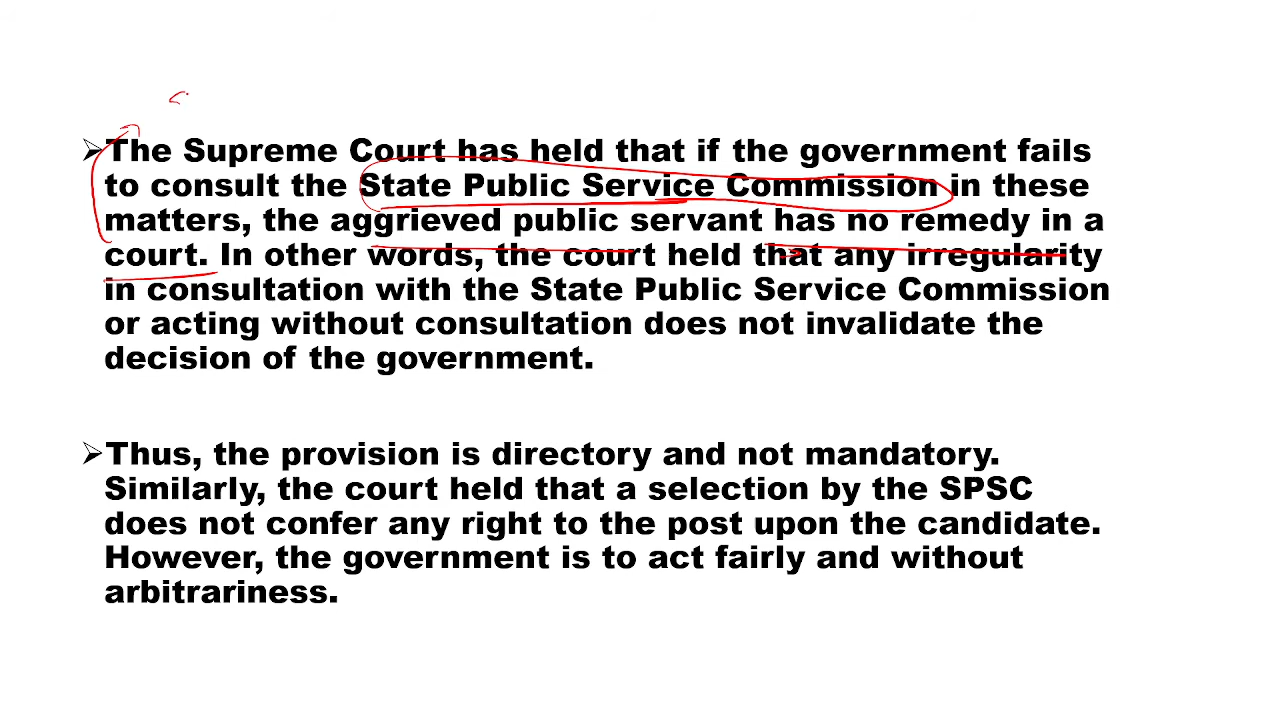 ➢The Supreme Court has held that if the government fails
to consult the State Public Service Commission in these
matters, the aggrieved public servant has no remedy in a
court. In other words, the court held that any irregularity
in consultation with the State Public Service Commission
or acting without consultation does not invalidate the
decision of the government.
➢Thus, the provision is directory and not mandatory.
Similarly, the court held that a selection by the SPSC
does not confer any right to the post upon the candidate.
However, the government is to act fairly and without
arbitrariness.